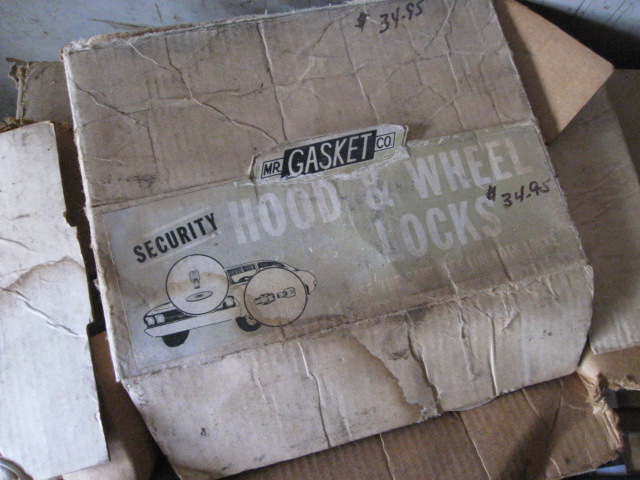 $ 34.95
MR. GASKET CO.
SECURITY HOOD & WHEEL
LOCKS
$ 34.95